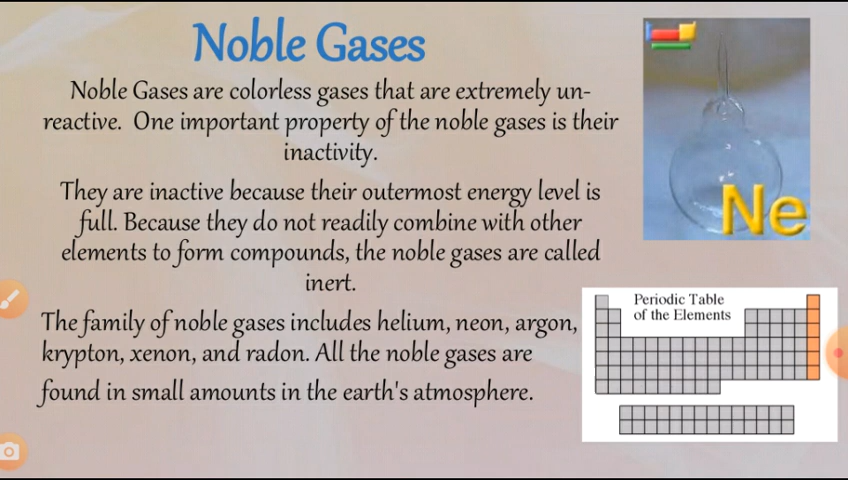 Noble Gases
Noble Gases are colorless gases that are extremely un-
reactive. One important property of the noble gases is their
inactivity.
They are inactive because their outermost energy level is
full. Because they do not readily combine with other
elements to form compounds, the noble gases are called
inert.
The family of noble gases includes helium, neon, argon,
krypton, xenon, and radon. All the noble gases are
found in small amounts in the earth's atmosphere.
Ne
Periodic Table
of the Elements